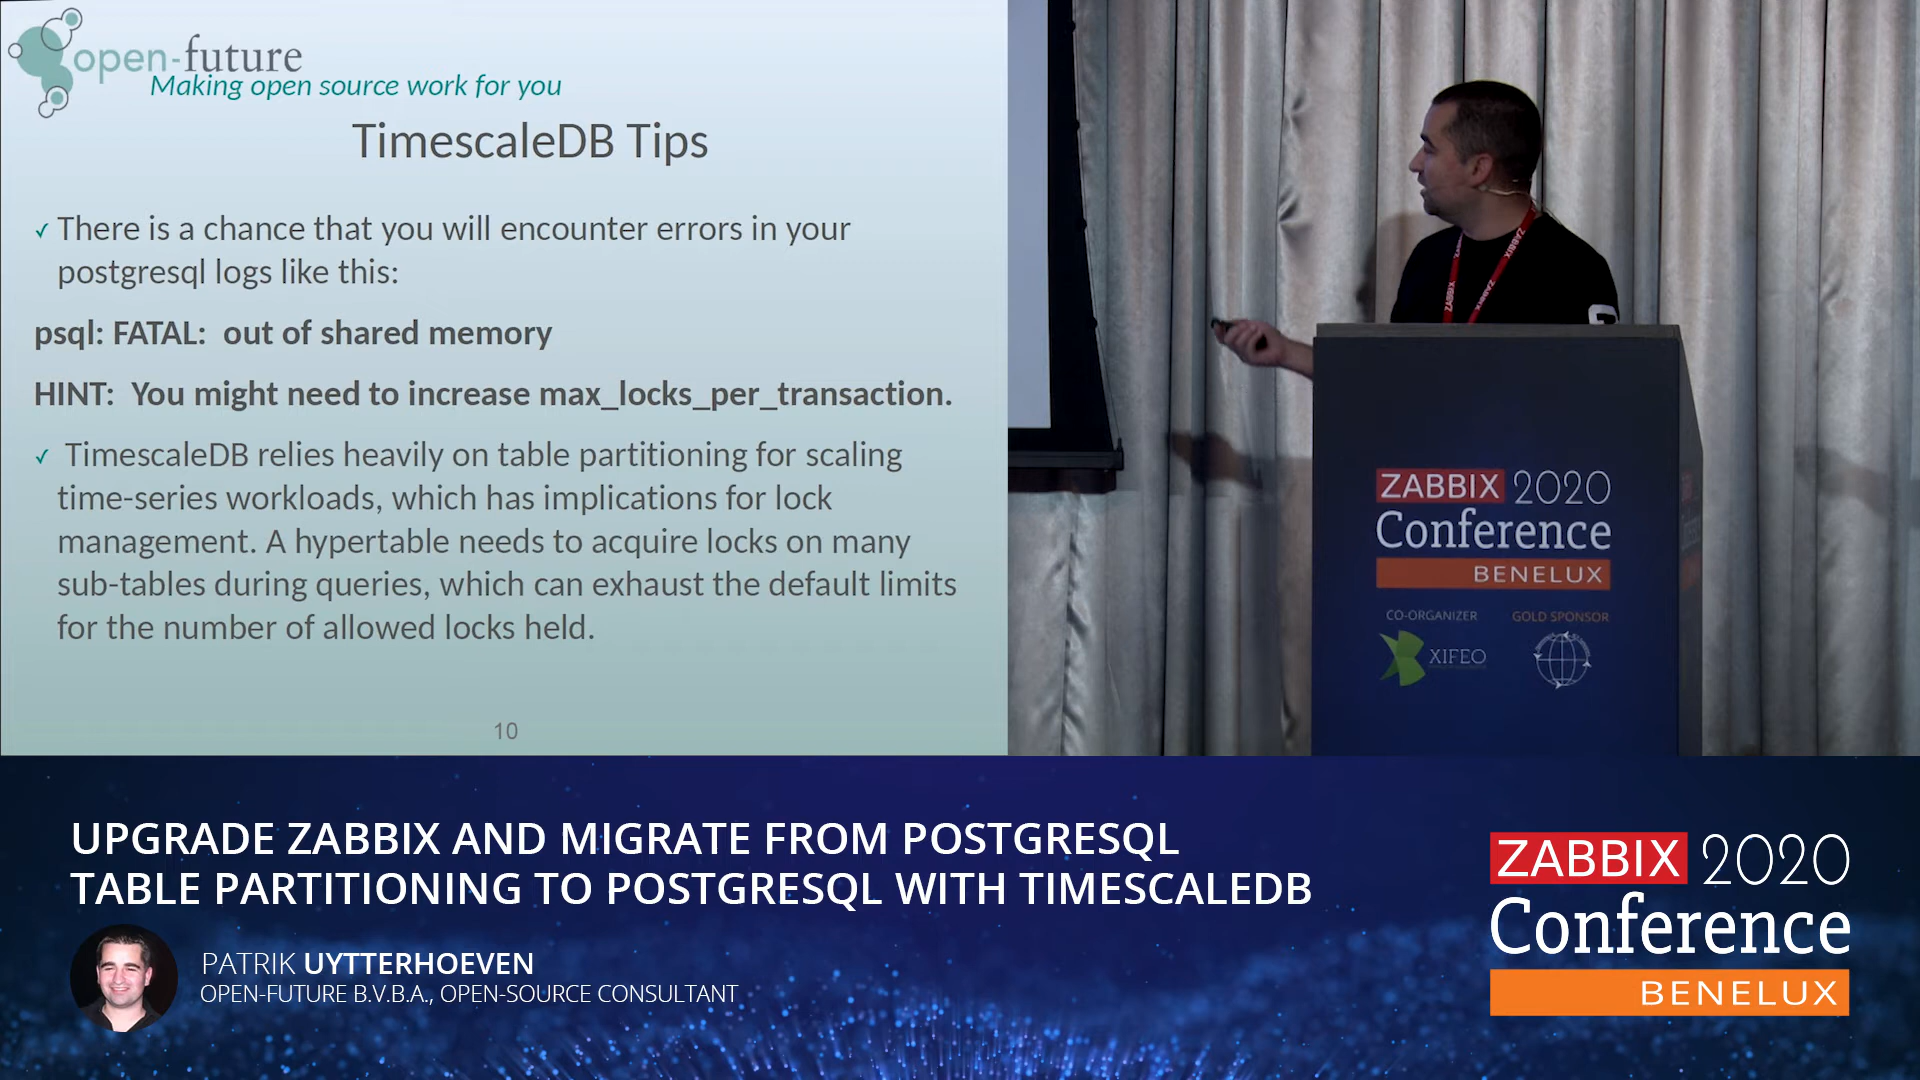 open-future
Making open source work for you
TimescaleDB Tips
✓ There is a chance that you will encounter errors in your
postgresql logs like this:
psql: FATAL:  out of shared memory
HINT:  You might need to increase max_locks_per_transaction.
✓ TimescaleDB relies heavily on table partitioning for scaling
time-series workloads, which has implications for lock
management. A hypertable needs to acquire locks on many
sub-tables during queries, which can exhaust the default limits
for the number of allowed locks held.
10
ZABBIX
ZABBIX
ZABBIX 2020
Conference
BENELUX
CO-ORGANIZER
GOLD SPONSOR
XIFEO
UPGRADE ZABBIX AND MIGRATE FROM POSTGRESQL
TABLE PARTITIONING TO POSTGRESQL WITH TIMESCALEDB
PATRIK UYTTERHOEVEN
OPEN-FUTURE B.V.B.A., OPEN-SOURCE CONSULTANT
ZABBIX 2020
Conference
BENELUX